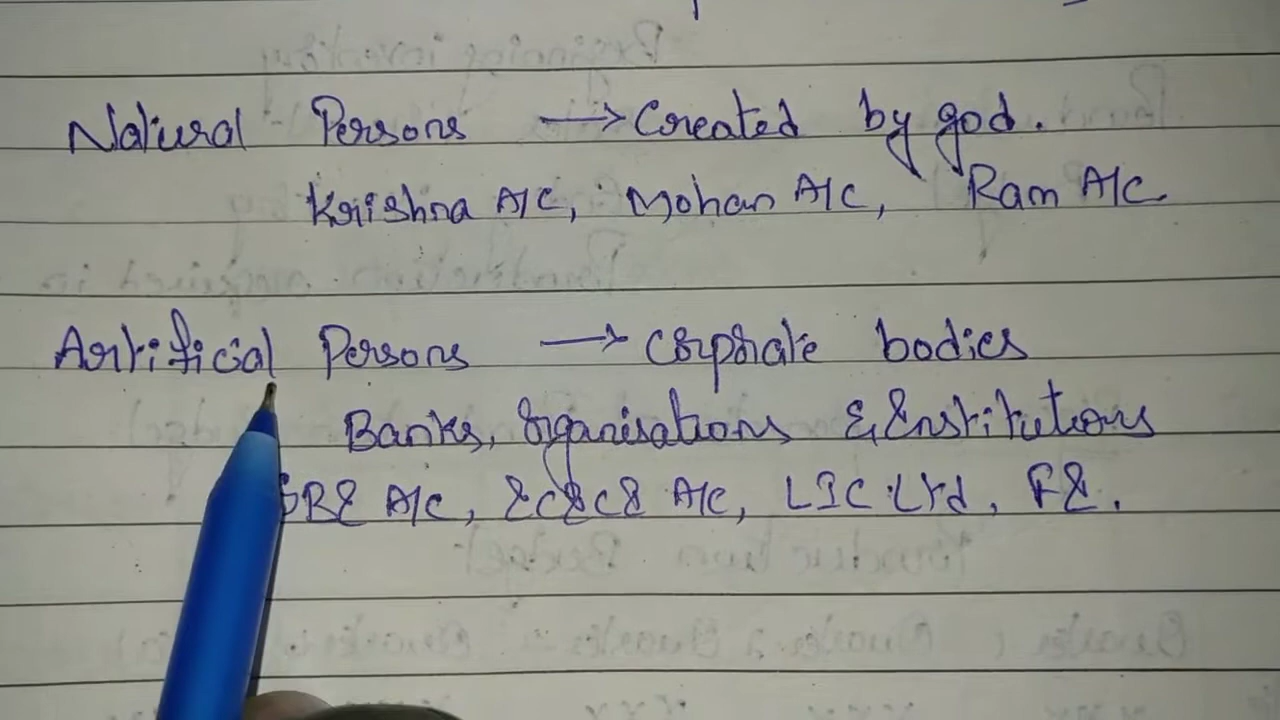 Natural Persons → Created by god.
Krishna A/C, Mohan A/C, Ram A/C.
Artificial Persons → Corporate bodies
Banks, Organisations & Institutions
SBI A/C, ICICI A/C, LIC Ltd,